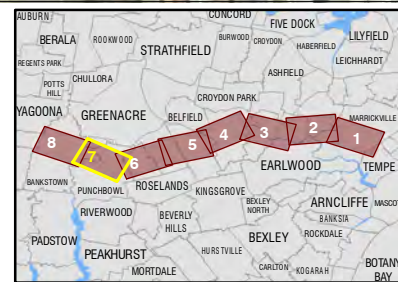 AUBURN
CONCORD
FIVE DOCK
BERALA
ROOKWOOD
BURWOOD
CROYDON
HABERFIELD
LILYFIELD
STRATHFIELD
REGENTS PARK
LEICHHARDT
CHULLORA
ASHFIELD
POTTS
HILL
CROYDON PARK
YAGOONA
GREENACRE
BELFIELD
MARRICKVILLE
8
7
6
5
4
3
2
1
BANKSTOWN
PUNCHBOWL
ROSELANDS
KINGSGROVE
EARLWOOD
TEMPE
RIVERWOOD
BEVERLY
HILLS
BEXLEY
NORTH
ARNCLIFFE
MASCOT
BANKSIA
PADSTOW
PEAKHURST
HURSTVILLE
BEXLEY
ROCKDALE
MORTDALE
CARLTON
KOGARAH
BOTANY
BAY